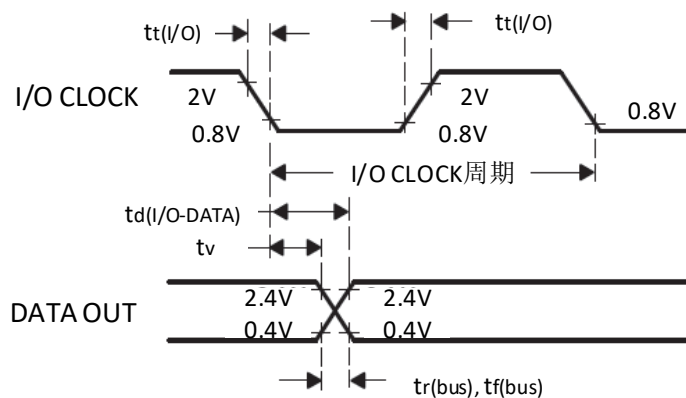 tt(I/O) tt(I/O)
I/O CLOCK 2V 2V 0.8V
0.8V 0.8V
I/O CLOCK周期
td(I/O-DATA)
tv
DATA OUT 2.4V 2.4V
0.4V 0.4V
tr(bus), tf(bus)